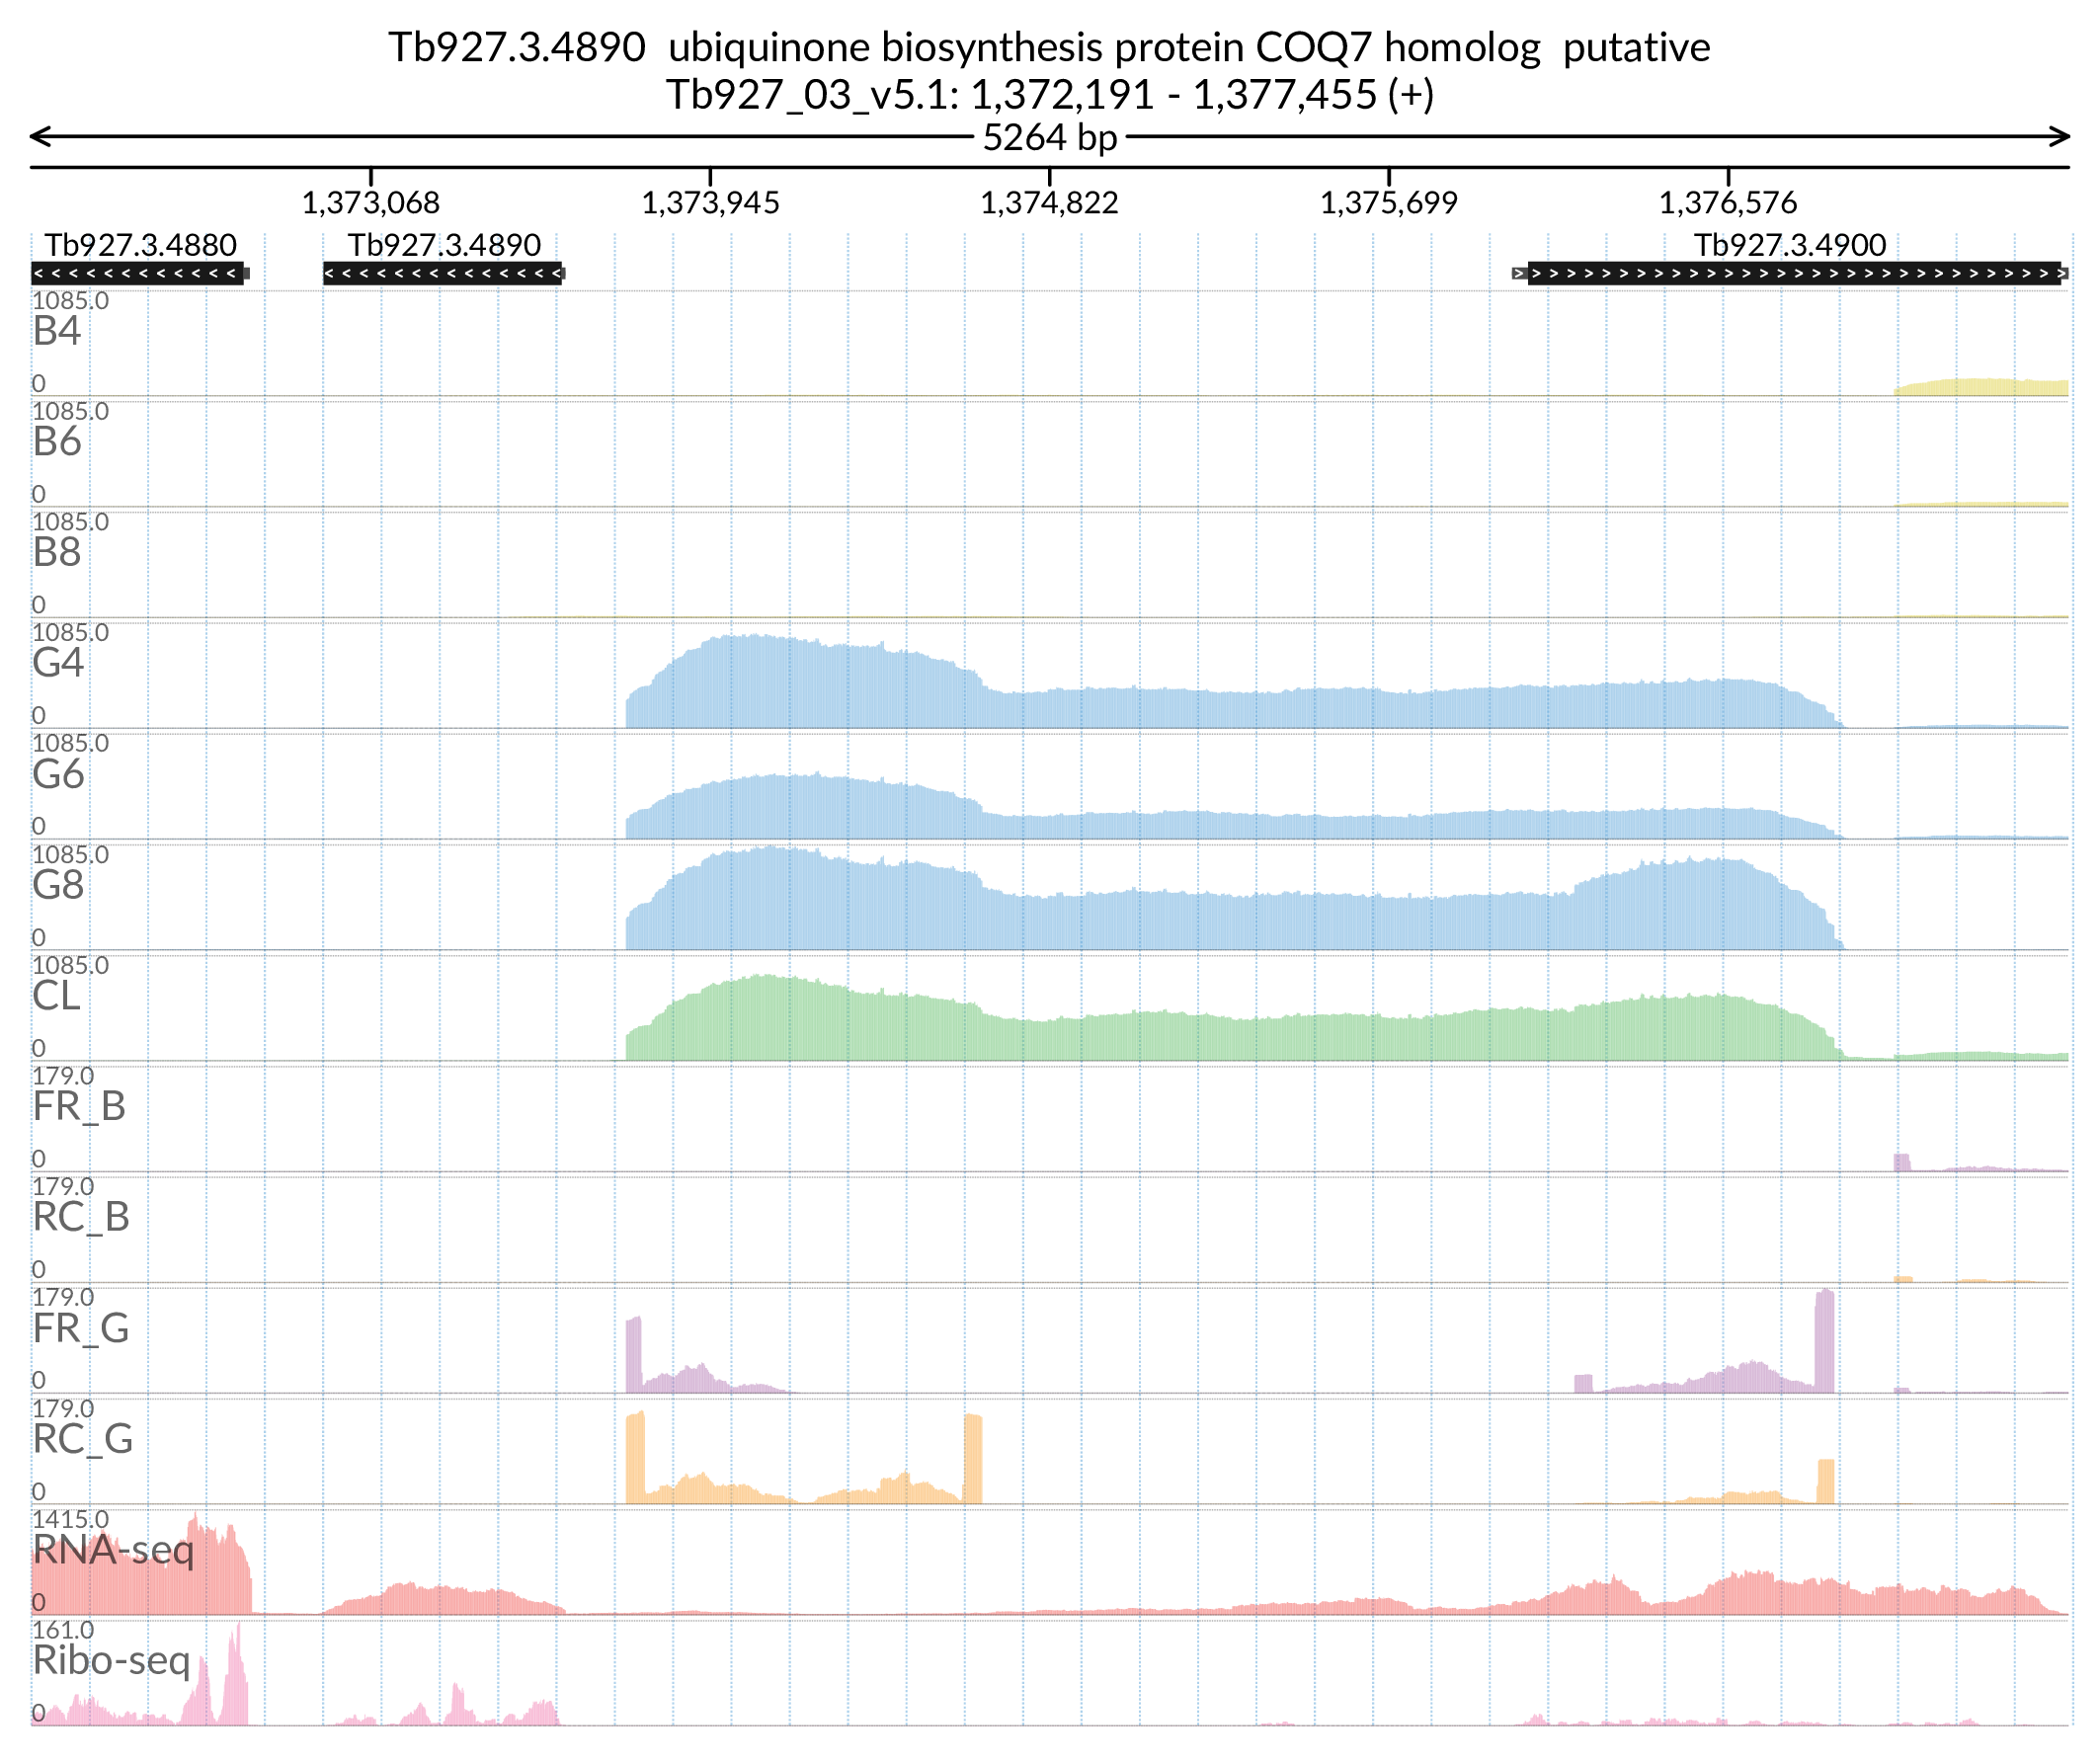 Tb927.3.4890  ubiquinone biosynthesis protein COQ7 homolog  putative
Tb927_03_v5.1: 1,372,191 - 1,377,455 (+)
5264 bp
1,373,068 1,373,945 1,374,822 1,375,699 1,376,576
Tb927.3.4880 Tb927.3.4890 Tb927.3.4900
1085.0
B4
0
1085.0
B6
0
1085.0
B8
0
1085.0
G4
0
1085.0
G6
0
1085.0
G8
0
1085.0
CL
0
179.0
FR_B
0
179.0
RC_B
0
179.0
FR_G
0
179.0
RC_G
0
1415.0
RNA-seq
0
161.0
Ribo-seq
0